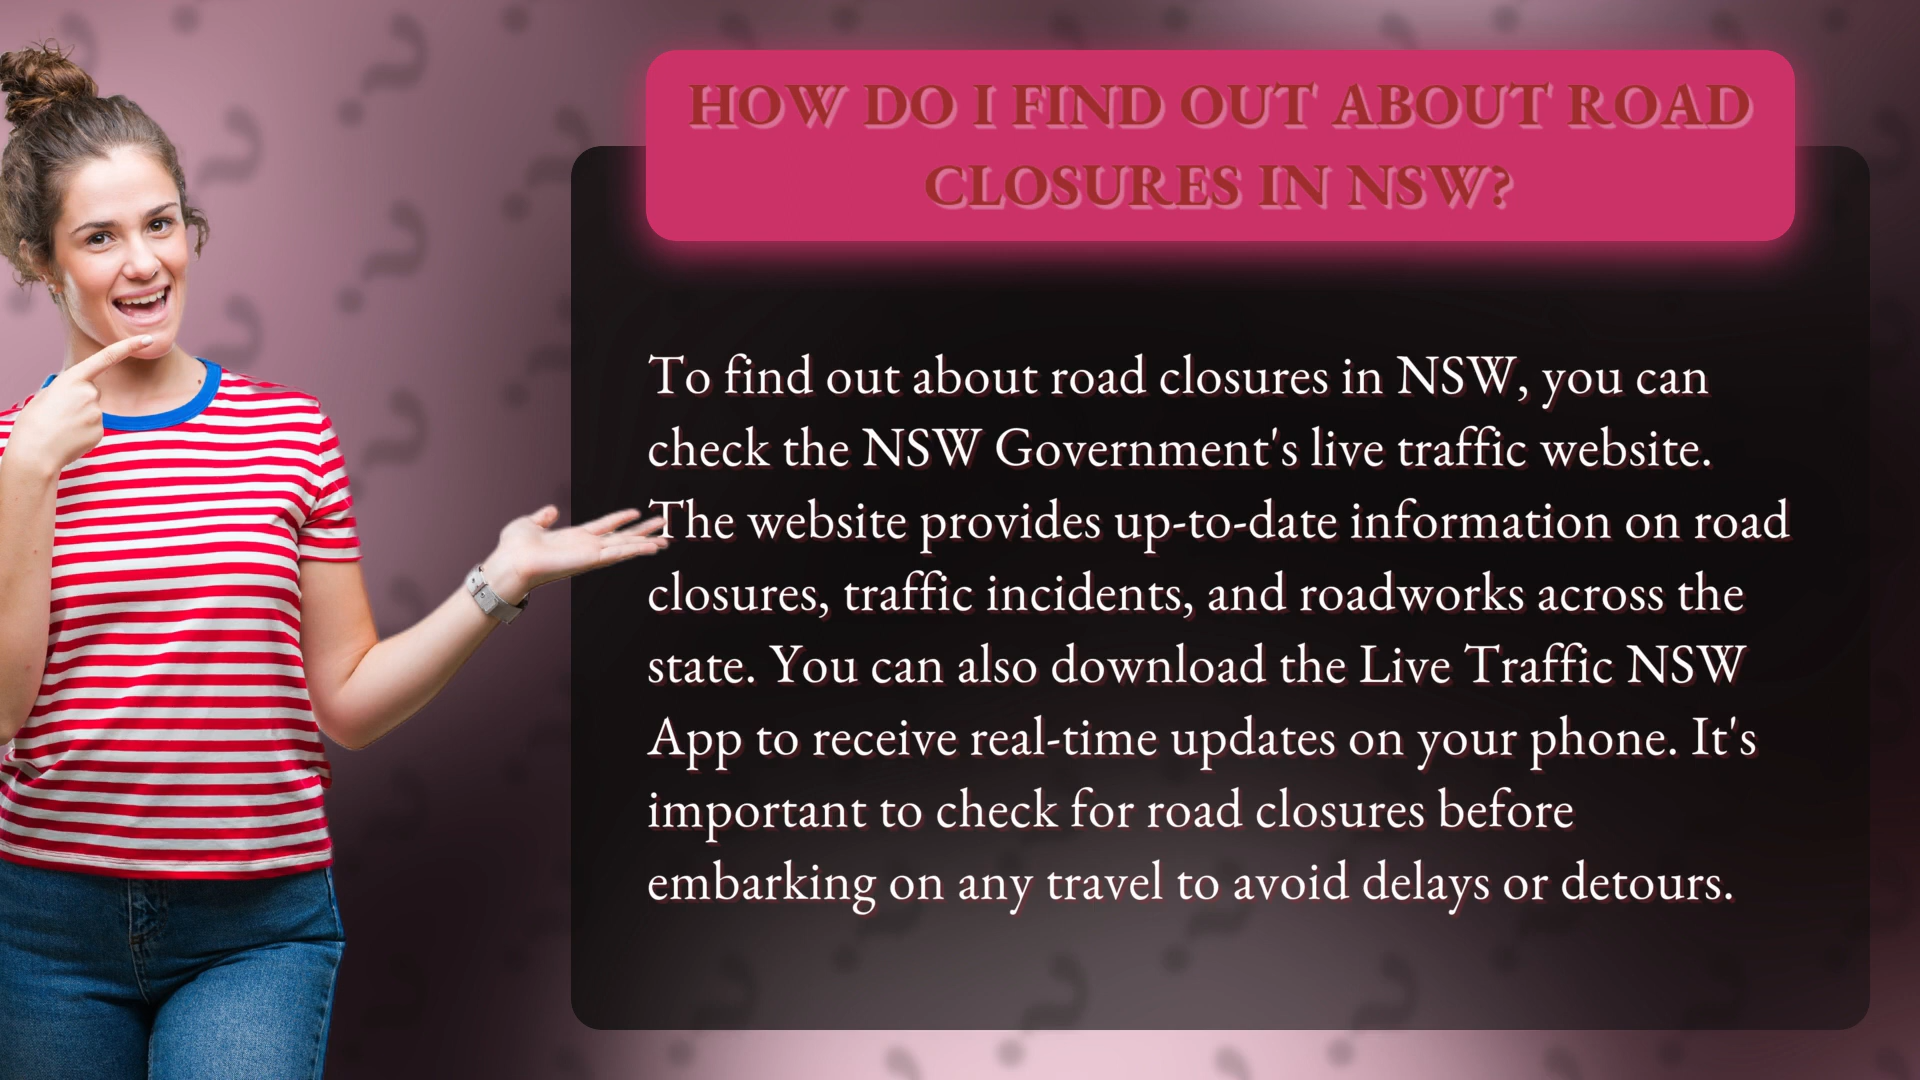 HOW DO I FIND OUT ABOUT ROAD
CLOSURES IN NSW?
To find out about road closures in NSW, you can
check the NSW Government's live traffic website.
The website provides up-to-date information on road
closures, traffic incidents, and roadworks across the
state. You can also download the Live Traffic NSW
App to receive real-time updates on your phone. It's
important to check for road closures before
embarking on any travel to avoid delays or detours.